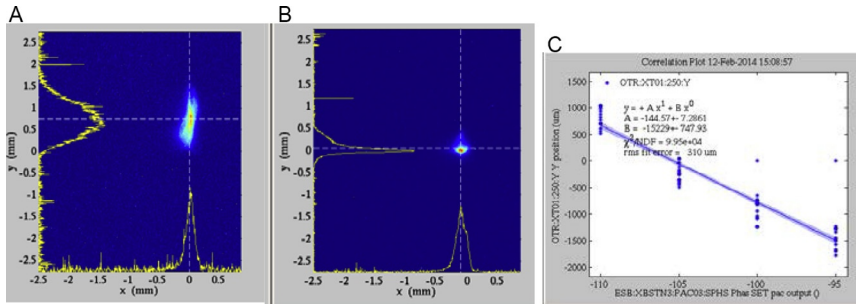 A
B
C
2.5
2
1.5
1
0.5
0
-0.5
-1
-1.5
-2
-2.5
y (mm)
-2.5 -2 -1.5 -1 -0.5 0 0.5
x (mm)
2.5
2
1.5
1
0.5
0
-0.5
-1
-1.5
-2
-2.5
y (mm)
-2.5 -2 -1.5 -1 -0.5 0 0.5
x (mm)
Correlation Plot 12-Feb-2014 15:08:57
OTR:XT01:250:Y
y = + A x^1 + B x^0
A = -144.57+- 7.2861
B = -15229+- 747.93
χ^2/NDF = 9.95e+04
rms fit error = 310 um
1500
1000
500
0
-500
-1000
-1500
-2000
OTR:XT01:250:Y Y position (um)
-110 -105 -100 -95
ESB:XBSTN3:PAC03:SPHS Phas SET pac output ()